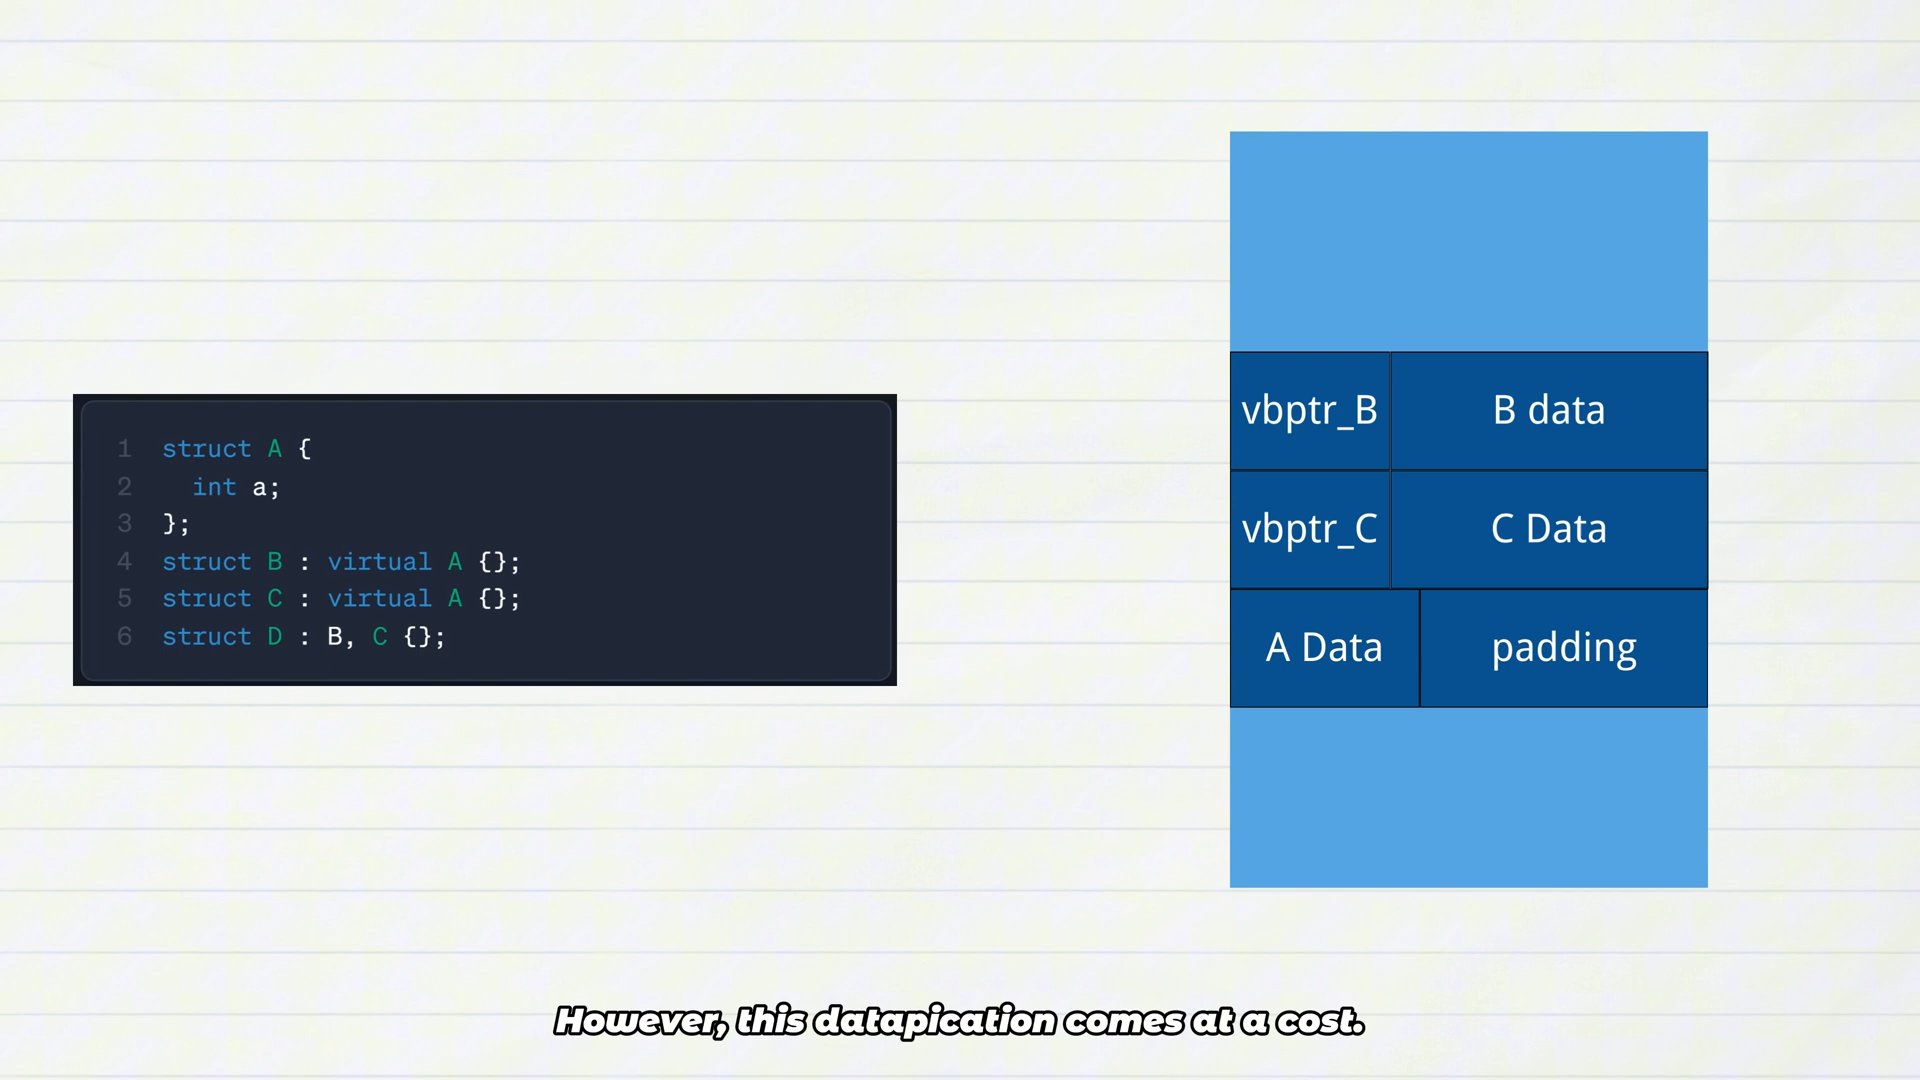 1 struct A {
2 int a;
3 };
4 struct B : virtual A {};
5 struct C : virtual A {};
6 struct D : B, C {};
vbptr_B B data
vbptr_C C Data
A Data padding
However, this datapication comes at a cost.